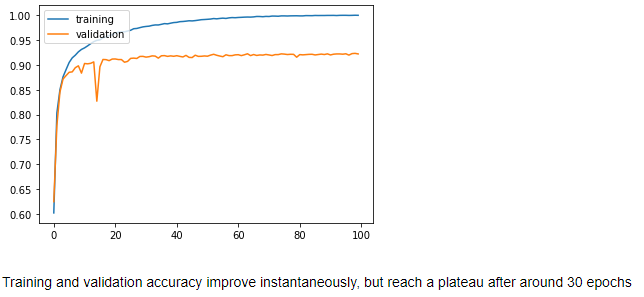 1.00
training
validation
0.95
0.90
0.85
0.80
0.75
0.70
0.65
0.60
0 20 40 60 80 100
Training and validation accuracy improve instantaneously, but reach a plateau after around 30 epochs